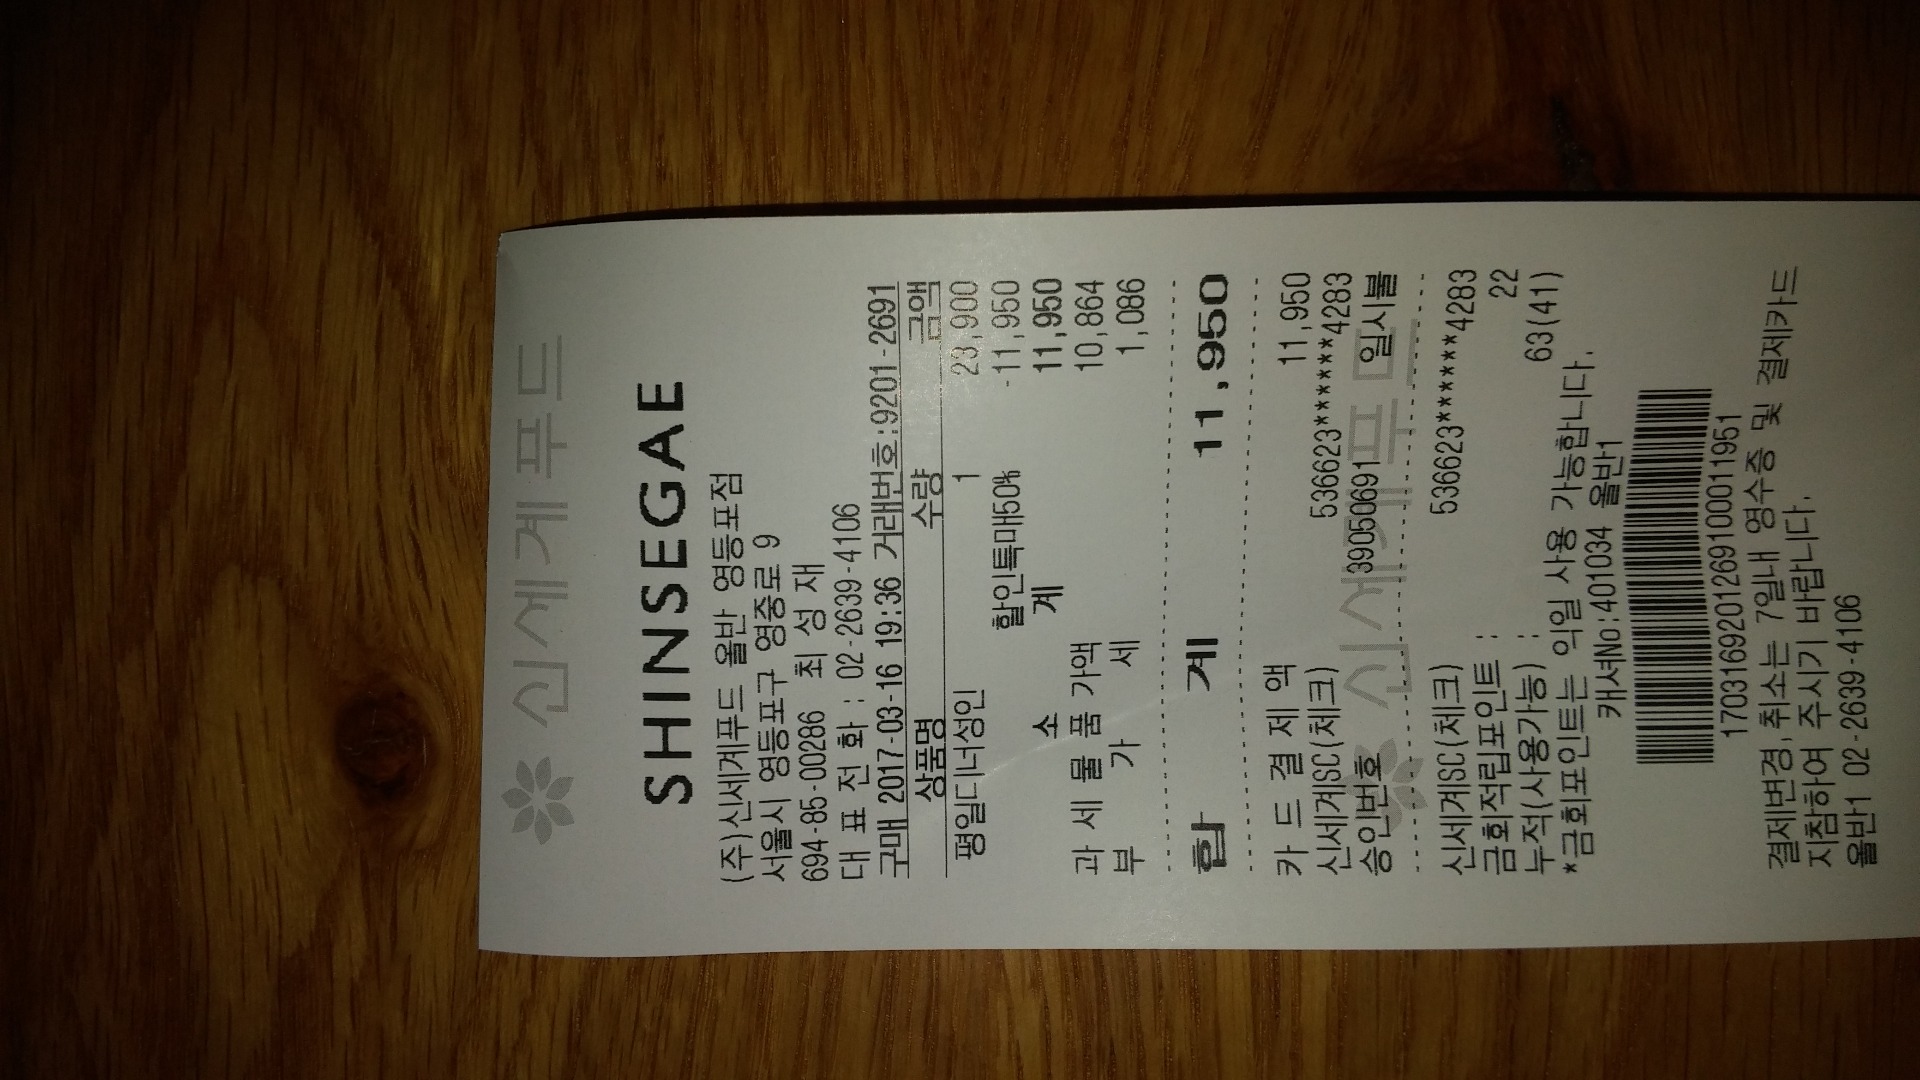 신세계푸드
SHINSEGAE
(주)신세계푸드 올반 영등포점
서울시 영등포구 영중로 9
694-85-00286 최 성 재
대 표 전 화 : 02-2639-4106
구매 2017-03-16 19:36 거래번호:9201-2691
상품명 수량 금액
평일디너성인 1 23,900
할인특매50% -11,950
소 계 11,950
과 세 물 품 가액 10,864
부 가 세 1,086
합 계 11,950
카 드 결 제 액 11,950
신세계SC(체크) 536623******4283
승인번호 39050691 일시불
신세계푸드
신세계SC(체크) 536623******4283
금회적립포인트 : 22
누적(사용가능) : 63(41)
*금회포인트는 익일 사용 가능합니다.
캐셔No:401034 올반1
170316920126910001​1951
결제변경,취소는 7일내 영수증 및 결제카드
지참하여 주시기 바랍니다.
올반1 02-2639-4106